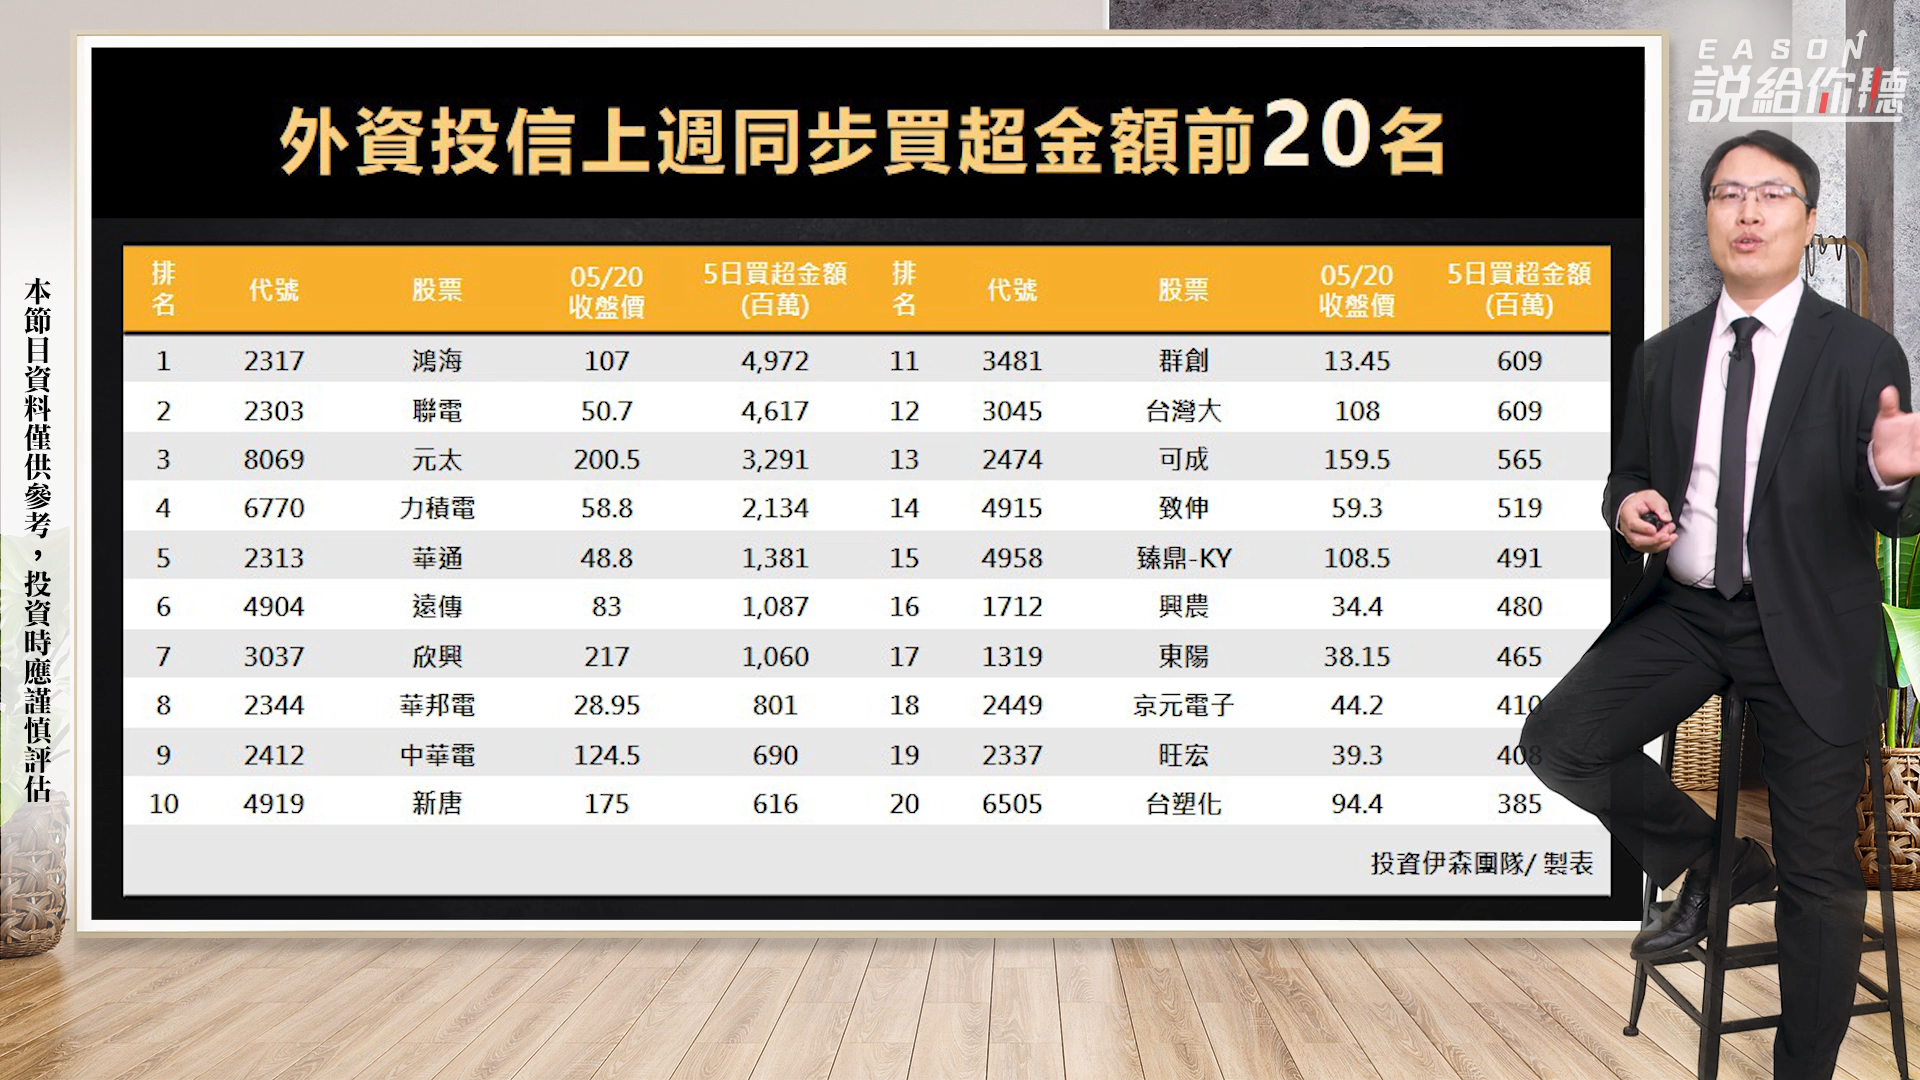 EASON
説給你聽
本節目資料僅供參考，投資時應謹慎評估
外資投信上週同步買超金額前20名
排名 代號 股票 05/20收盤價 5日買超金額(百萬) 排名 代號 股票 05/20收盤價 5日買超金額(百萬)
1 2317 鴻海 107 4,972 11 3481 群創 13.45 609
2 2303 聯電 50.7 4,617 12 3045 台灣大 108 609
3 8069 元太 200.5 3,291 13 2474 可成 159.5 565
4 6770 力積電 58.8 2,134 14 4915 致伸 59.3 519
5 2313 華通 48.8 1,381 15 4958 臻鼎-KY 108.5 491
6 4904 遠傳 83 1,087 16 1712 興農 34.4 480
7 3037 欣興 217 1,060 17 1319 東陽 38.15 465
8 2344 華邦電 28.95 801 18 2449 京元電子 44.2 410
9 2412 中華電 124.5 690 19 2337 旺宏 39.3 408
10 4919 新唐 175 616 20 6505 台塑化 94.4 385
投資伊森團隊/ 製表